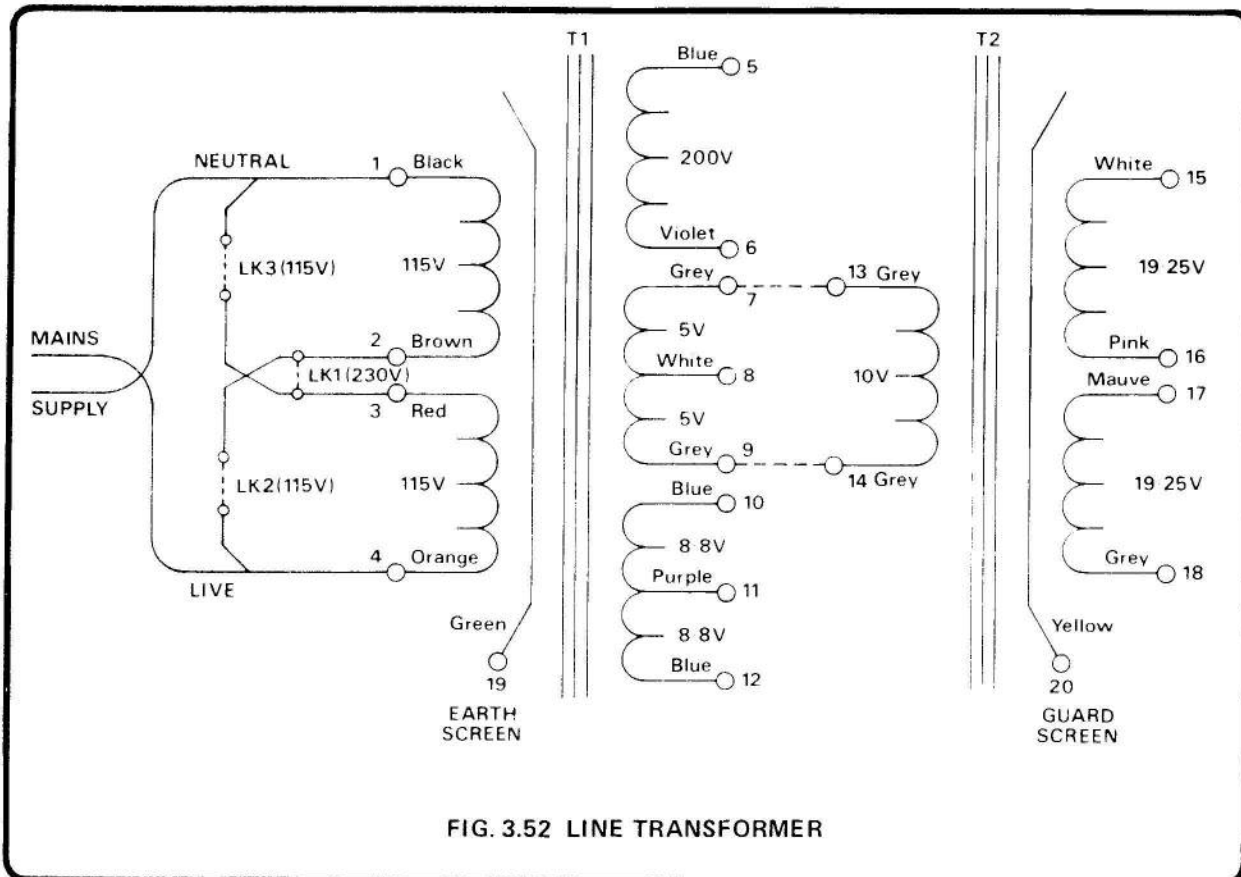 T1
T2
Blue 5
200V
Violet 6
NEUTRAL
1 Black
115V
2 Brown
LK3 (115V)
LK1 (230V)
MAINS
SUPPLY
3 Red
LK2 (115V)
115V
4 Orange
LIVE
Green
19
EARTH
SCREEN
Grey 7
5V
White 8
5V
Grey 9
Blue 10
8·8V
Purple 11
8·8V
Blue 12
13 Grey
10V
14 Grey
White 15
19·25V
Pink 16
Mauve 17
19·25V
Grey 18
Yellow
20
GUARD
SCREEN
FIG. 3.52 LINE TRANSFORMER